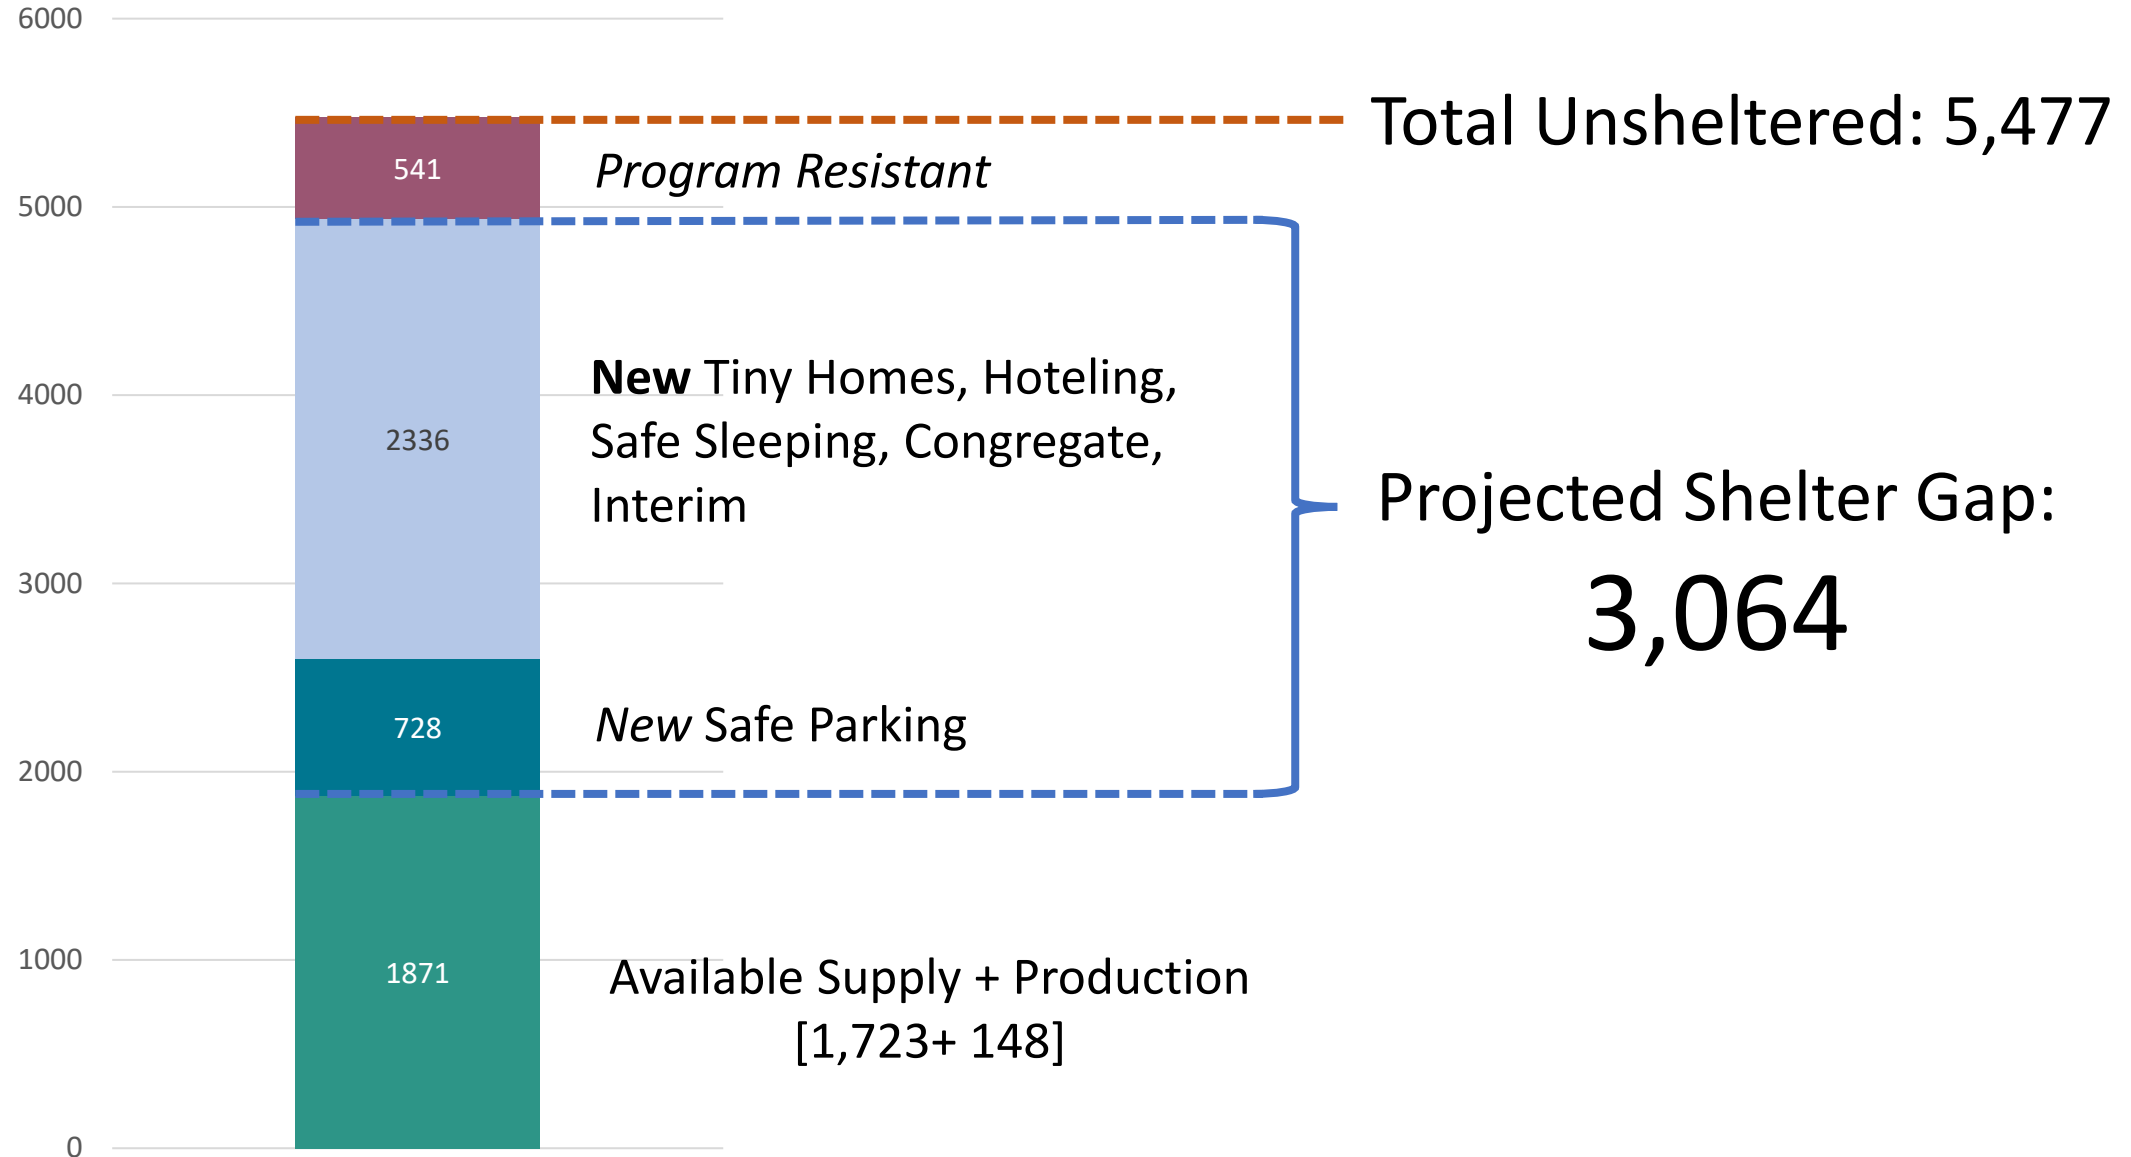 6000
Total Unsheltered: 5,477
541
Program Resistant
5000
New Tiny Homes, Hoteling,
4000
2336
Safe Sleeping, Congregate,
Interim
Projected Shelter Gap:
3,064
3000
728
New Safe Parking
2000
1000
1871
Available Supply + Production
[1,723+ 148]
0